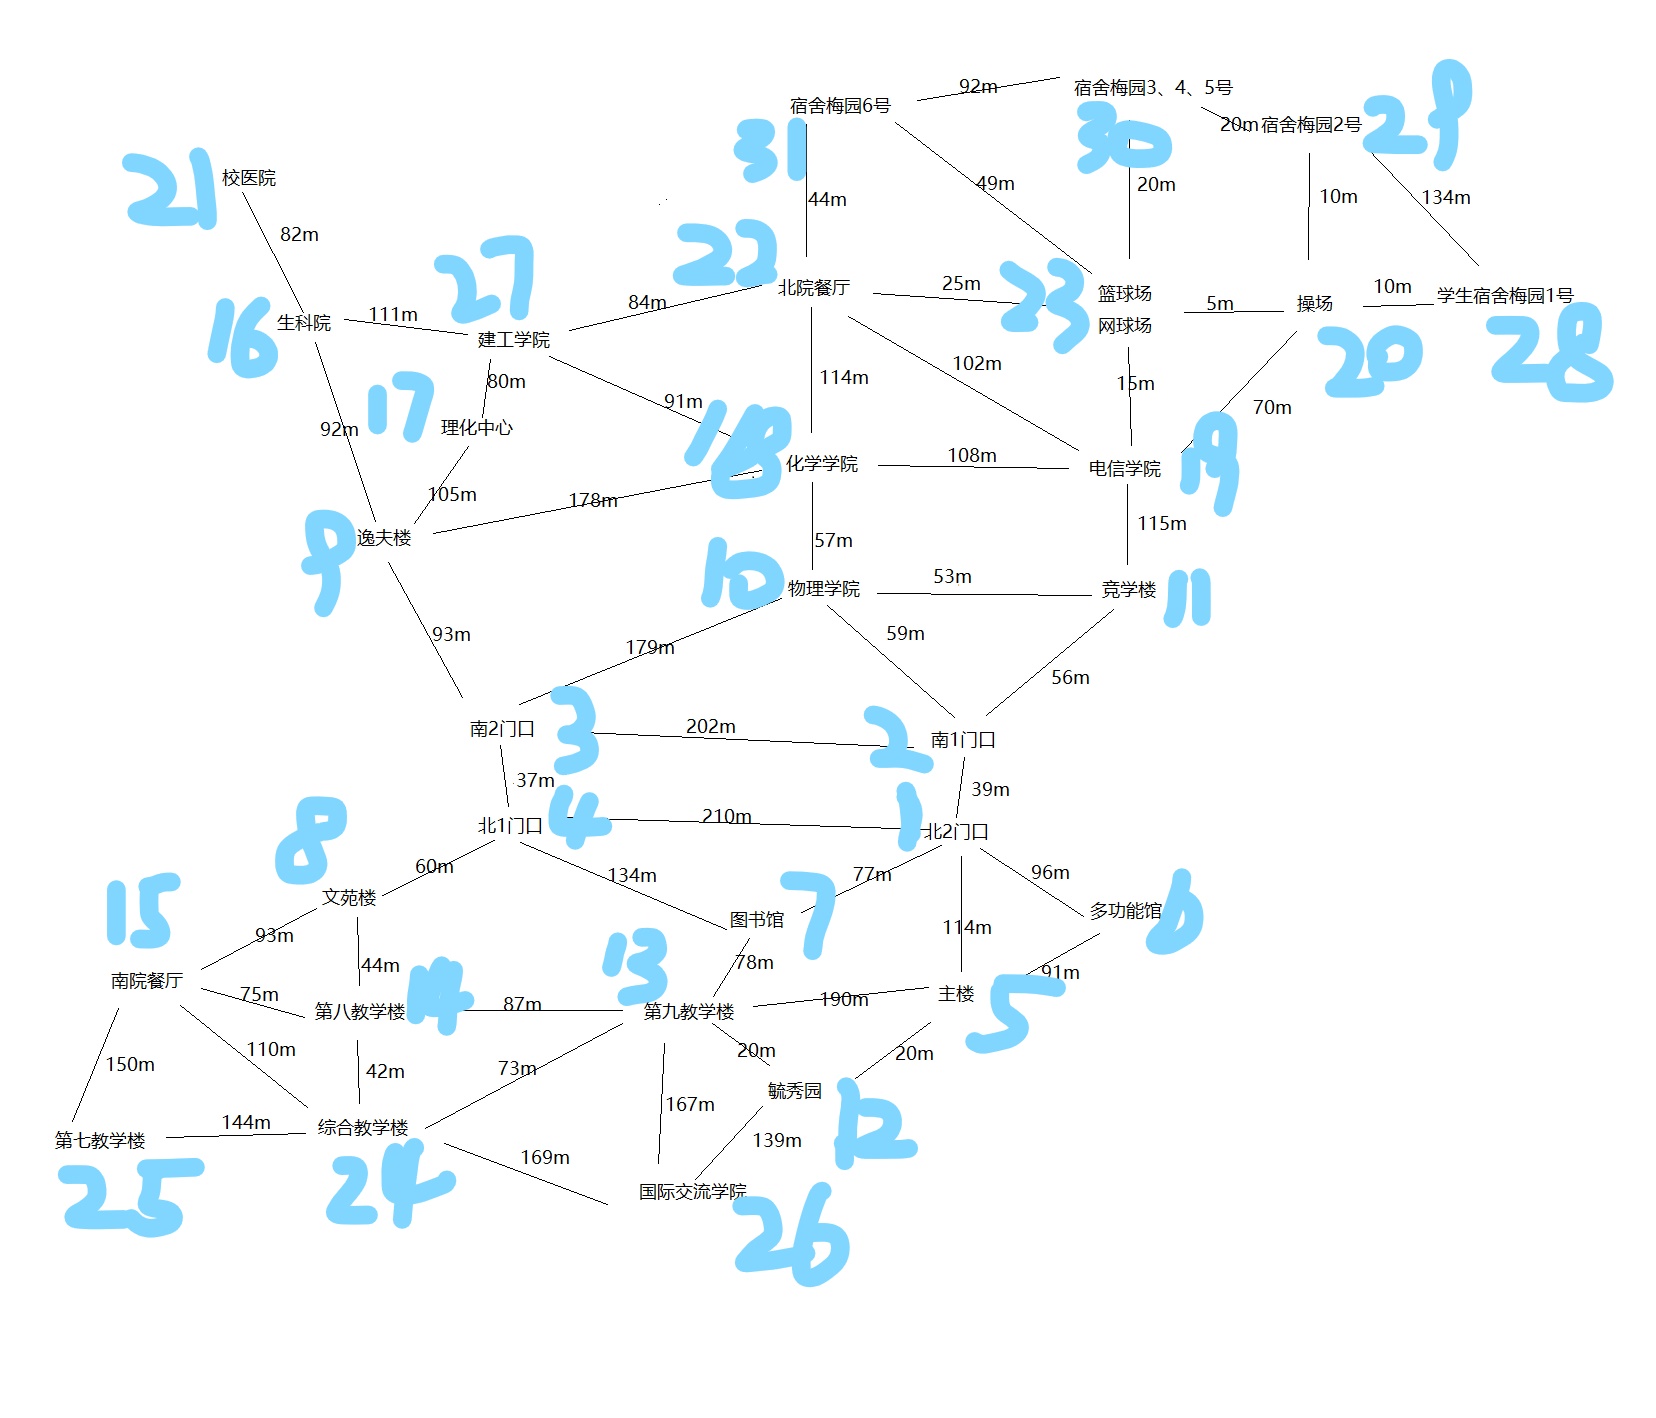 92m
宿舍梅园3、4、5号
宿舍梅园6号
20m
宿舍梅园2号
29
31
30
21
校医院
49m
20m
10m
134m
44m
82m
27
22
北院餐厅
25m
23
篮球场
网球场
5m
操场
10m
学生宿舍梅园1号
84m
16
生科院
111m
建工学院
20
28
114m
102m
15m
80m
17
91m
70m
92m
理化中心
18
化学学院
108m
电信学院
19
105m
178m
115m
9
逸夫楼
57m
10
物理学院
53m
竞学楼
11
93m
179m
59m
56m
南2门口
3
202m
2
南1门口
37m
39m
8
北1门口
4
210m
1
北2门口
60m
134m
77m
96m
15
文苑楼
7
图书馆
多功能馆
6
93m
114m
44m
13
78m
91m
南院餐厅
75m
第八教学楼
14
87m
第九教学楼
190m
主楼
5
110m
20m
20m
150m
42m
73m
毓秀园
12
167m
144m
第七教学楼
综合教学楼
139m
169m
25
24
国际交流学院
26